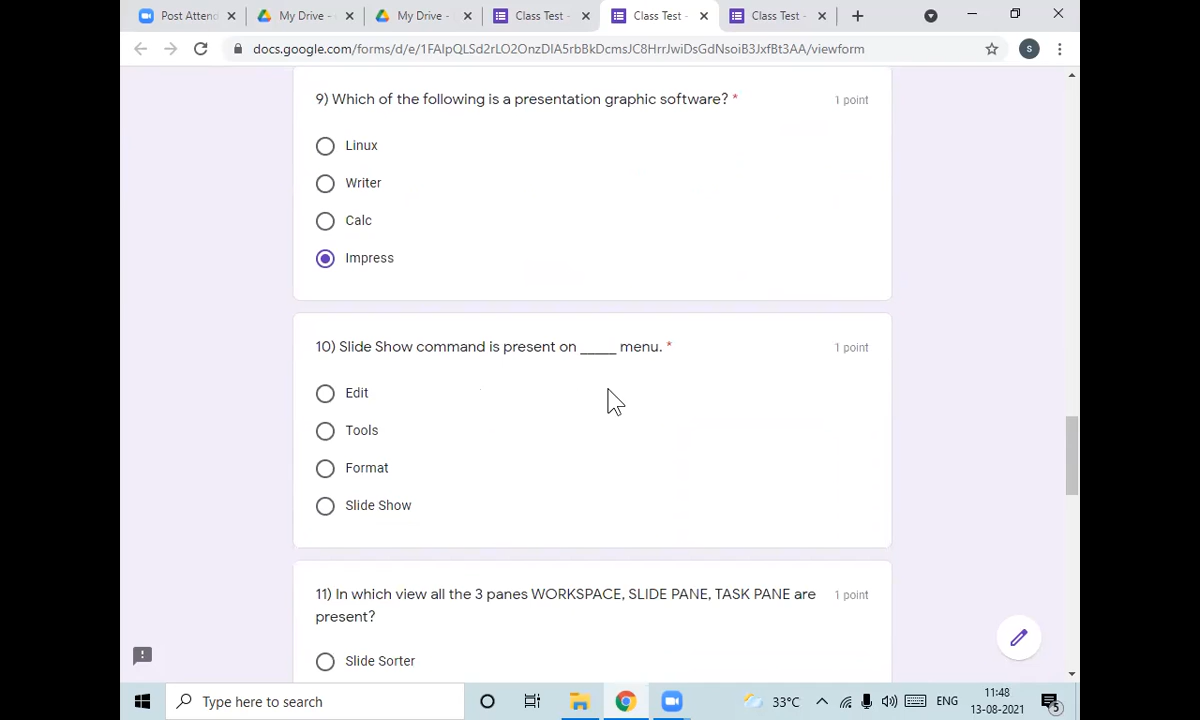 Post Attend
My Drive -
My Drive -
Class Test -
Class Test -
Class Test -
docs.google.com/forms/d/e/1FAIpQLSd2rLO2OnzDIA5rbBkDcmsJC8HrrJwiDsGdNsoiB3JxfBt3AA/viewform
S
9) Which of the following is a presentation graphic software? *
1 point
Linux
Writer
Calc
Impress
10) Slide Show command is present on _____ menu. *
1 point
Edit
Tools
Format
Slide Show
11) In which view all the 3 panes WORKSPACE, SLIDE PANE, TASK PANE are
present?
1 point
Slide Sorter
Type here to search
33°C
ENG
11:48
13-08-2021
5